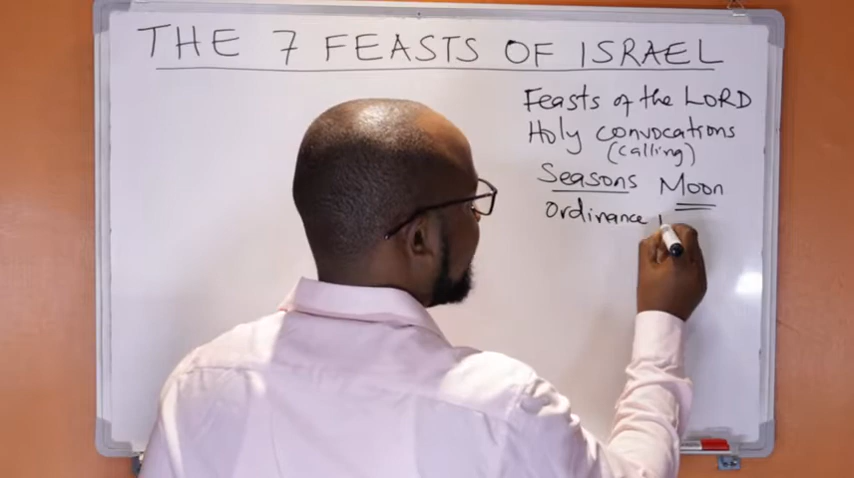 THE 7 FEASTS OF ISRAEL
Feasts of the LORD
Holy convocations
(calling)
Seasons Moon
Ordinance